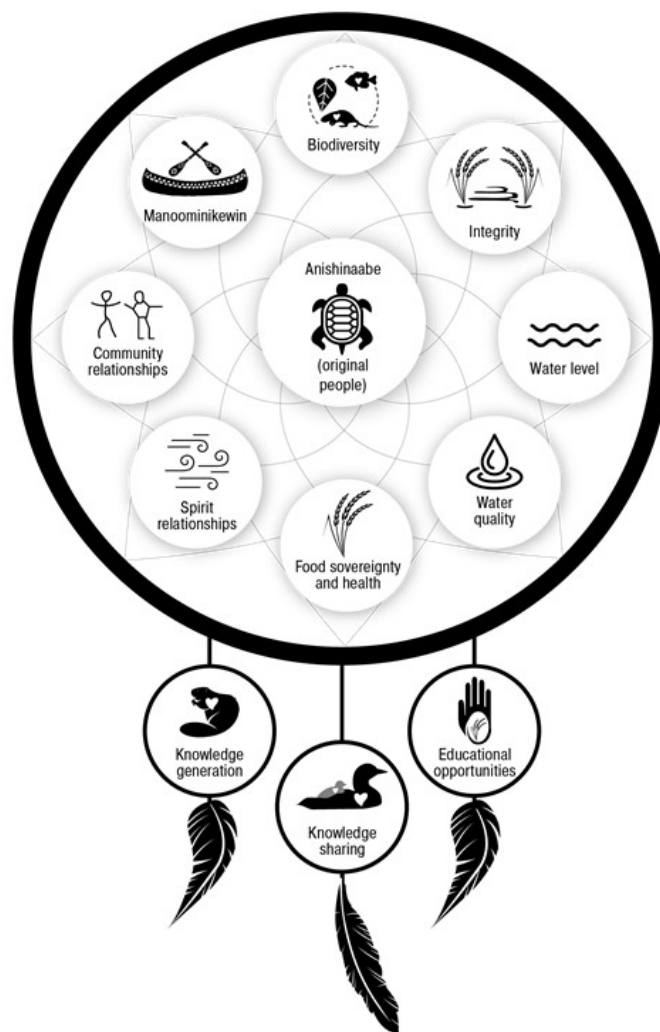 Biodiversity
Manoominikewin
Integrity
Anishinaabe
(original
people)
Community
relationships
Water level
Spirit
relationships
Water
quality
Food sovereignty
and health
Knowledge
generation
Educational
opportunities
Knowledge
sharing